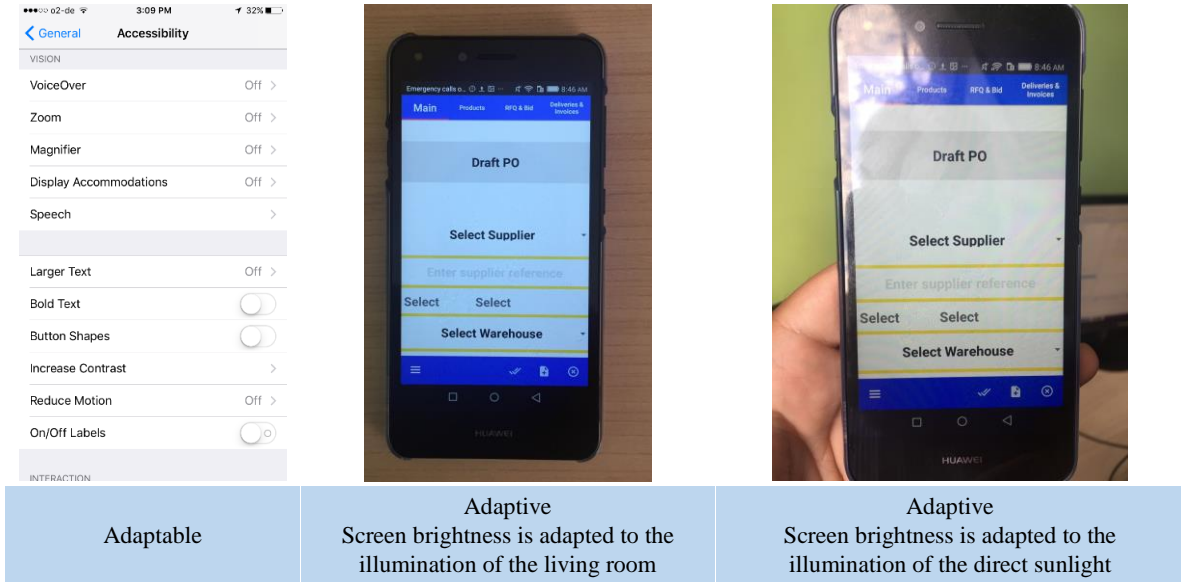 ●●●○○ o2-de 3:09 PM 32%
General Accessibility
VISION
VoiceOver Off
Zoom Off
Magnifier Off
Display Accommodations Off
Speech
Larger Text Off
Bold Text
Button Shapes
Increase Contrast
Reduce Motion Off
On/Off Labels
INTERACTION
Emergency calls o... 8:46 AM
Main Products RFQ & Bid Deliveries &
Invoices
Draft PO
Select Supplier
Enter supplier reference
Select Select
Select Warehouse
HUAWEI
8:46 AM
Main Products RFQ & Bid Deliveries &
Invoices
Draft PO
Select Supplier
Enter supplier reference
Select Select
Select Warehouse
HUAWEI
Adaptable
Adaptive
Screen brightness is adapted to the
illumination of the living room
Adaptive
Screen brightness is adapted to the
illumination of the direct sunlight